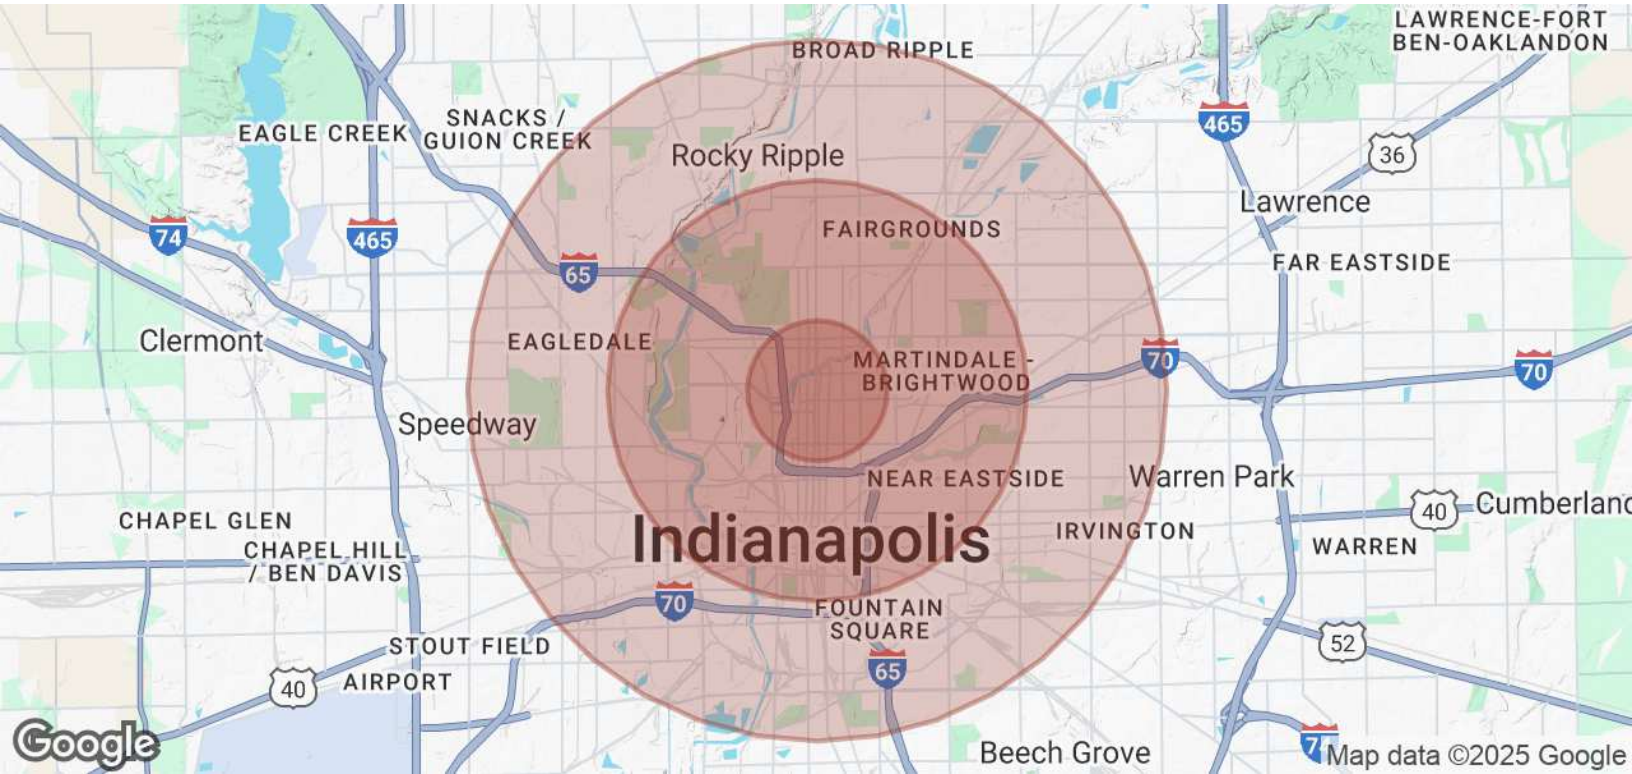 LAWRENCE-FORT
BEN-OAKLANDON
BROAD RIPPLE
SNACKS /
GUION CREEK
EAGLE CREEK
465
36
Rocky Ripple
Lawrence
FAIRGROUNDS
74
465
65
FAR EASTSIDE
Clermont
EAGLEDALE
MARTINDALE -
BRIGHTWOOD
70
70
Speedway
NEAR EASTSIDE
Warren Park
40
Cumberland
CHAPEL GLEN
Indianapolis
IRVINGTON
WARREN
CHAPEL HILL
/ BEN DAVIS
70
FOUNTAIN
SQUARE
52
STOUT FIELD
65
40
AIRPORT
Google
Beech Grove
Map data ©2025 Google